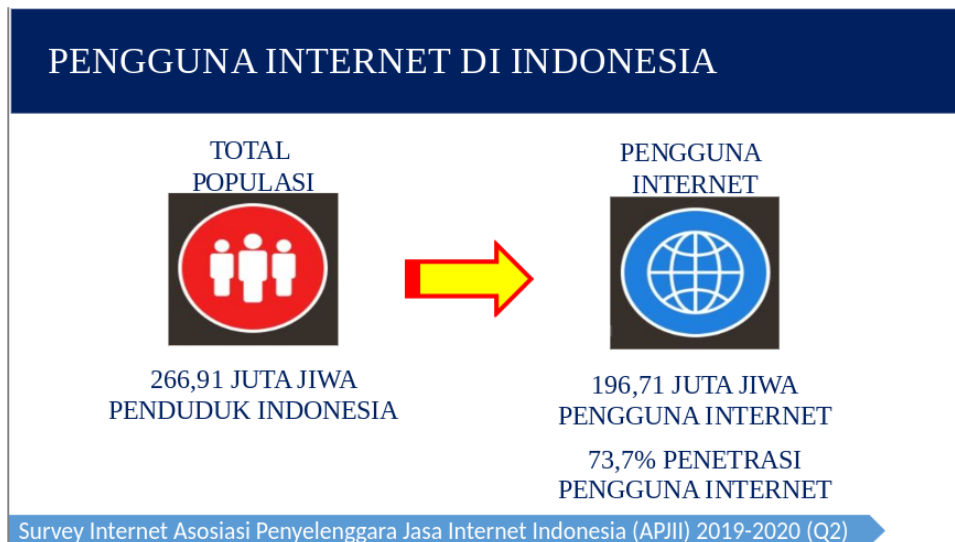 PENGGUNA INTERNET DI INDONESIA
TOTAL
POPULASI
266,91 JUTA JIWA
PENDUDUK INDONESIA
PENGGUNA
INTERNET
196,71 JUTA JIWA
PENGGUNA INTERNET
73,7% PENETRASI
PENGGUNA INTERNET
Survey Internet Asosiasi Penyelenggara Jasa Internet Indonesia (APJII) 2019-2020 (Q2)